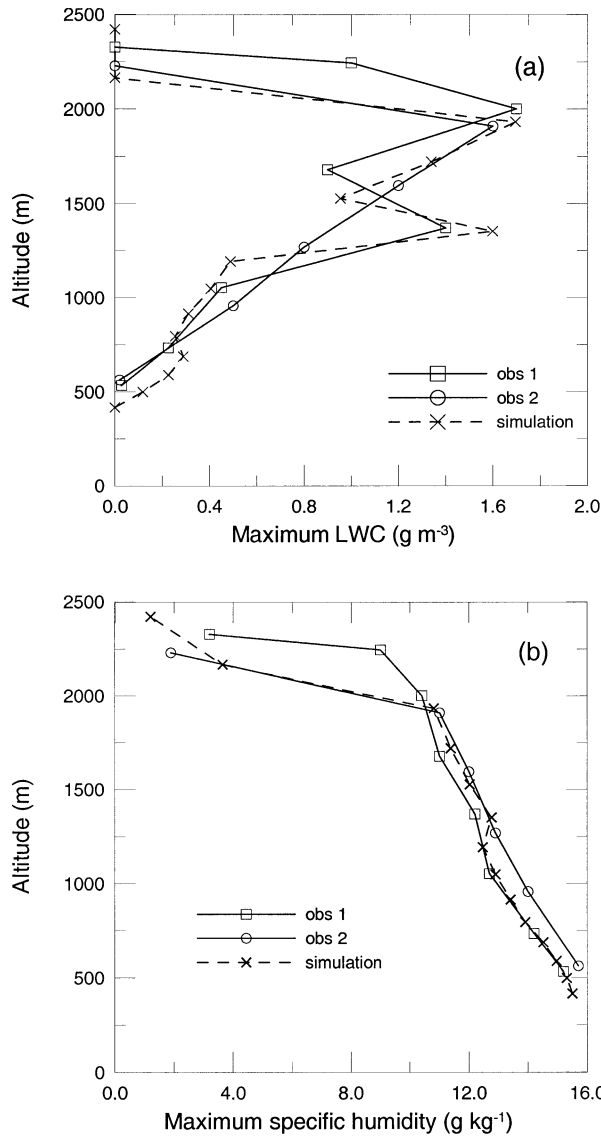 2500
(a)
2000
Altitude (m)
1500
1000
obs 1
500
obs 2
simulation
0
0.0 0.4 0.8 1.2 1.6 2.0
Maximum LWC (g m⁻³)
2500
(b)
2000
Altitude (m)
1500
1000
obs 1
obs 2
500
simulation
0
0.0 4.0 8.0 12.0 16.0
Maximum specific humidity (g kg⁻¹)